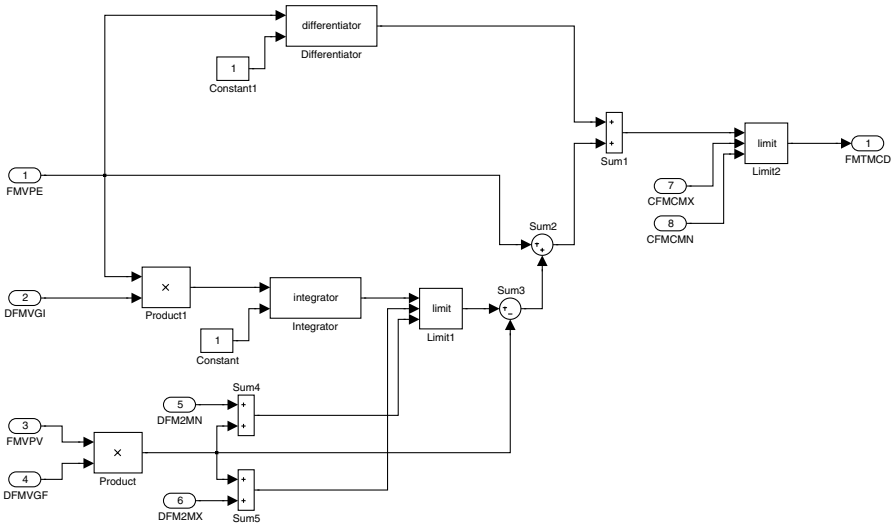 differentiator
Differentiator
1
Constant1
+
+
Sum1
limit
Limit2
1
FMTMCD
7
CFMCMX
8
CFMCMN
1
FMVPE
Sum2
+
+
2
DFMVGI
×
Product1
integrator
Integrator
1
Constant
limit
Limit1
Sum3
+
−
Sum4
5
DFM2MN
+
+
3
FMVPV
4
DFMVGF
×
Product
6
DFM2MX
+
+
Sum5